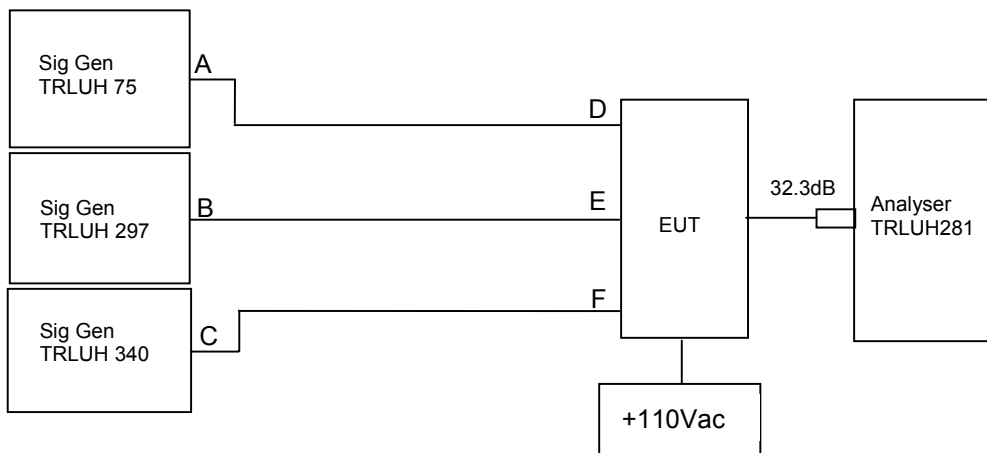 Sig Gen
TRLUH 75
A
D
Sig Gen
TRLUH 297
B
E
EUT
32.3dB
Analyser
TRLUH281
Sig Gen
TRLUH 340
C
F
+110Vac